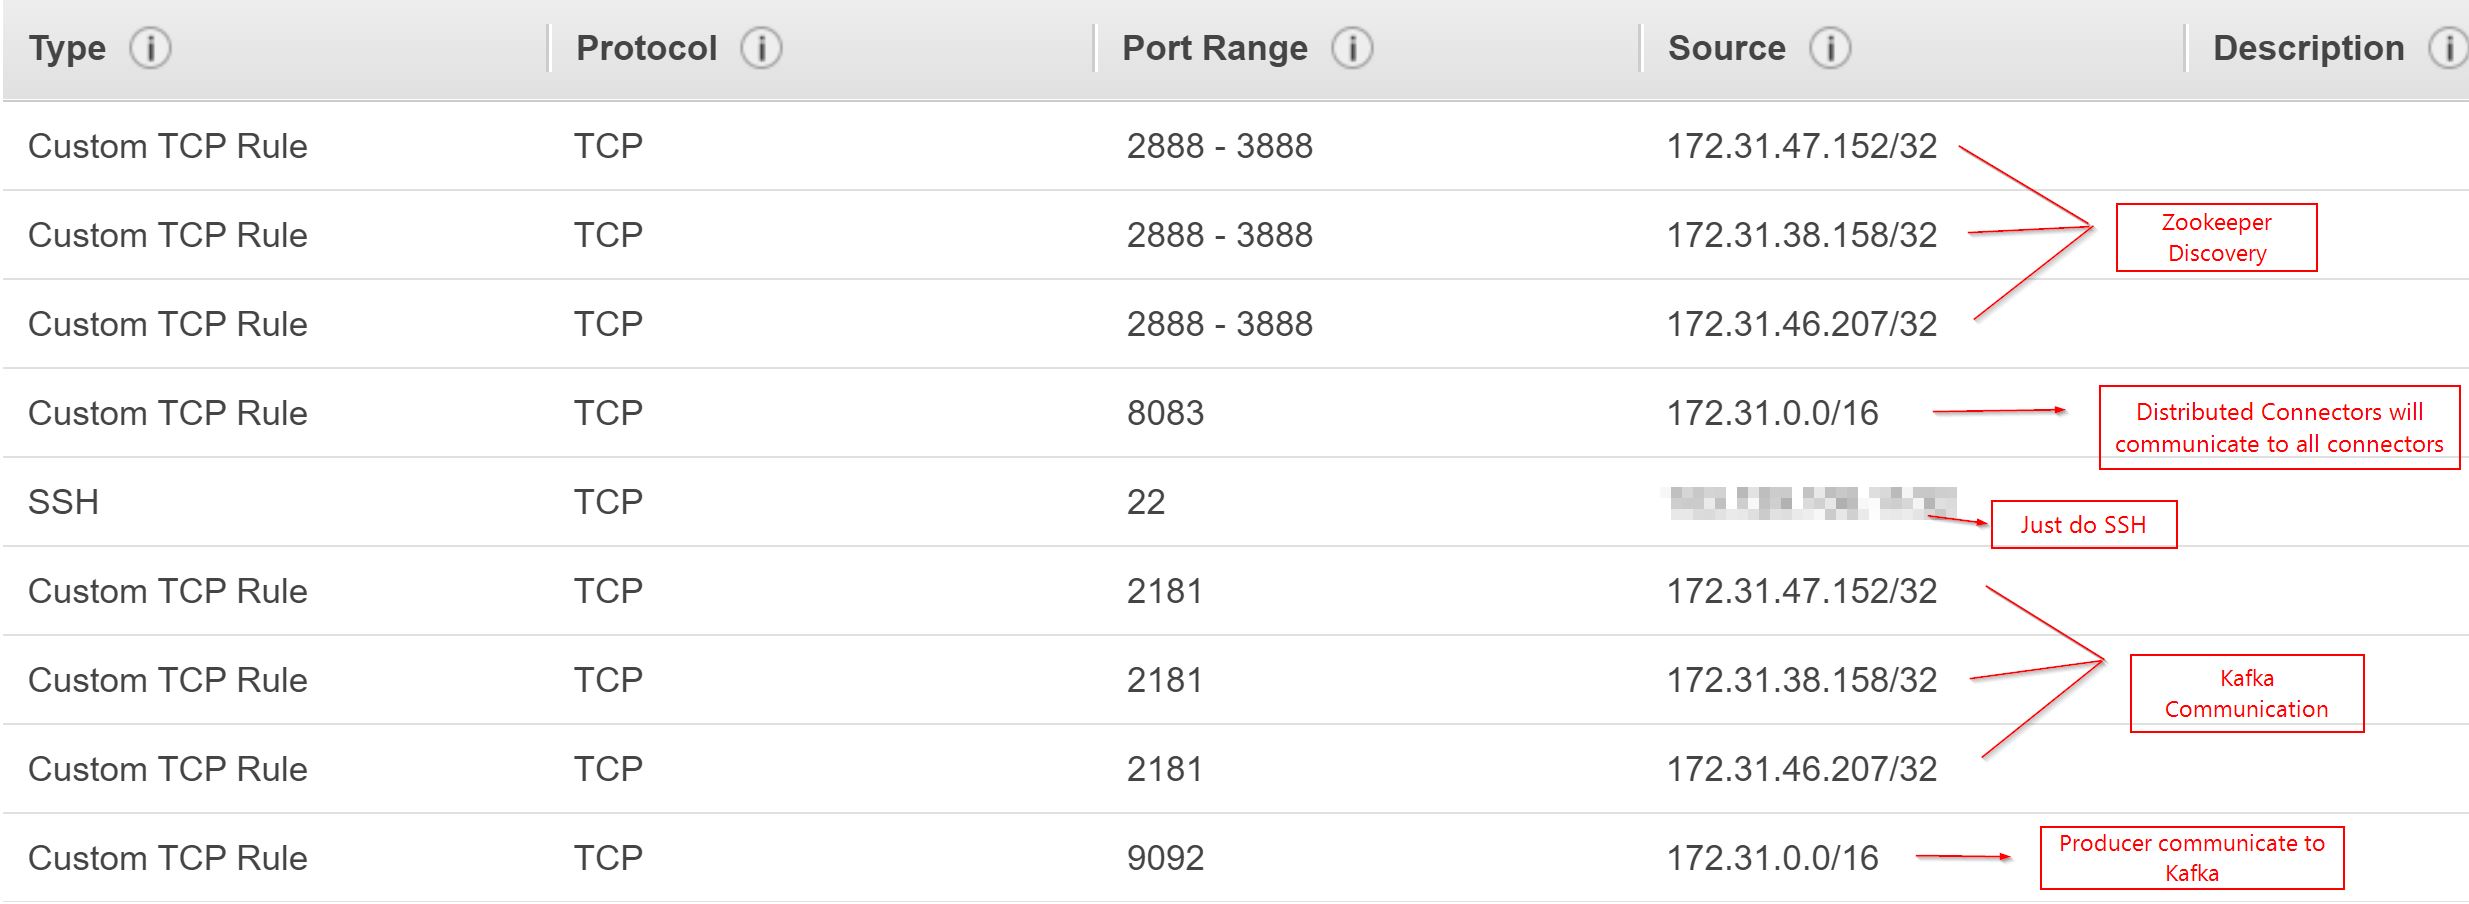 Type Protocol Port Range Source Description
Custom TCP Rule TCP 2888 - 3888 172.31.47.152/32
Custom TCP Rule TCP 2888 - 3888 172.31.38.158/32
Zookeeper
Discovery
Custom TCP Rule TCP 2888 - 3888 172.31.46.207/32
Custom TCP Rule TCP 8083 172.31.0.0/16
Distributed Connectors will
communicate to all connectors
SSH TCP 22
Just do SSH
Custom TCP Rule TCP 2181 172.31.47.152/32
Custom TCP Rule TCP 2181 172.31.38.158/32
Kafka
Communication
Custom TCP Rule TCP 2181 172.31.46.207/32
Custom TCP Rule TCP 9092 172.31.0.0/16
Producer communicate to
Kafka